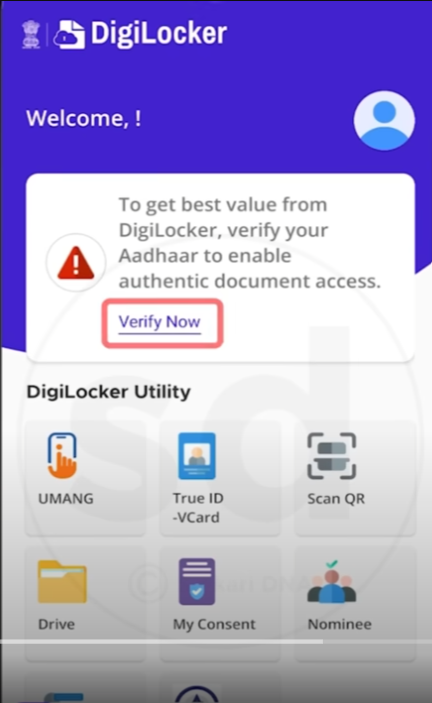 DigiLocker
Welcome, !
To get best value from
DigiLocker, verify your
Aadhaar to enable
authentic document access.
Verify Now
DigiLocker Utility
UMANG
True ID
-VCard
Scan QR
Drive
My Consent
Nominee
sd